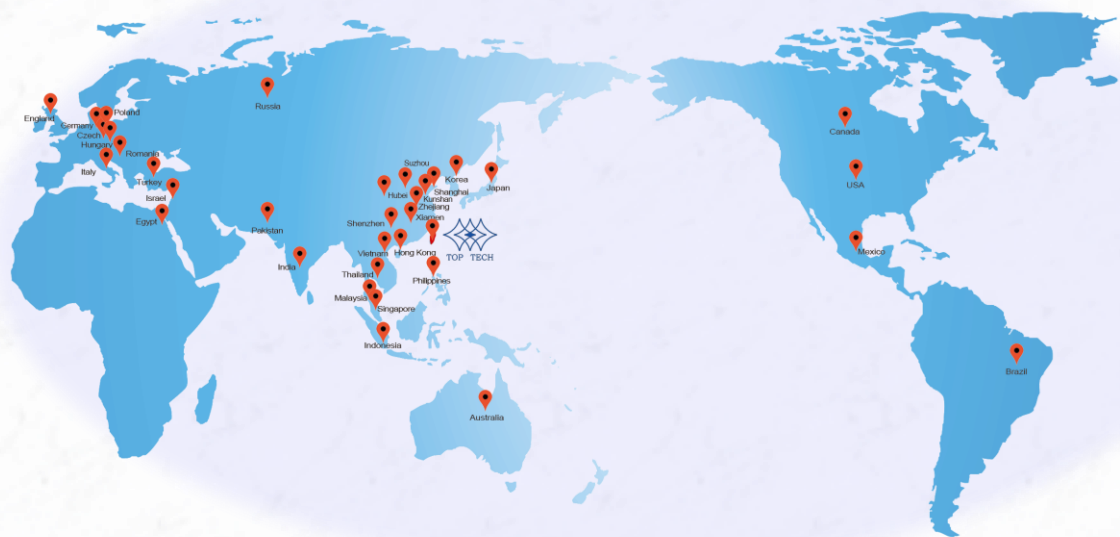 Russia
England
Poland
Germany
Czech
Hungary
Romania
Italy
Turkey
Israel
Egypt
Pakistan
India
Suzhou
Korea
Japan
Hubei
Shanghai
Kunshan
Zhejiang
Xiamen
Shenzhen
Vietnam
Hong Kong
TOP TECH
Thailand
Philippines
Malaysia
Singapore
Indonesia
Australia
Canada
USA
Mexico
Brazil